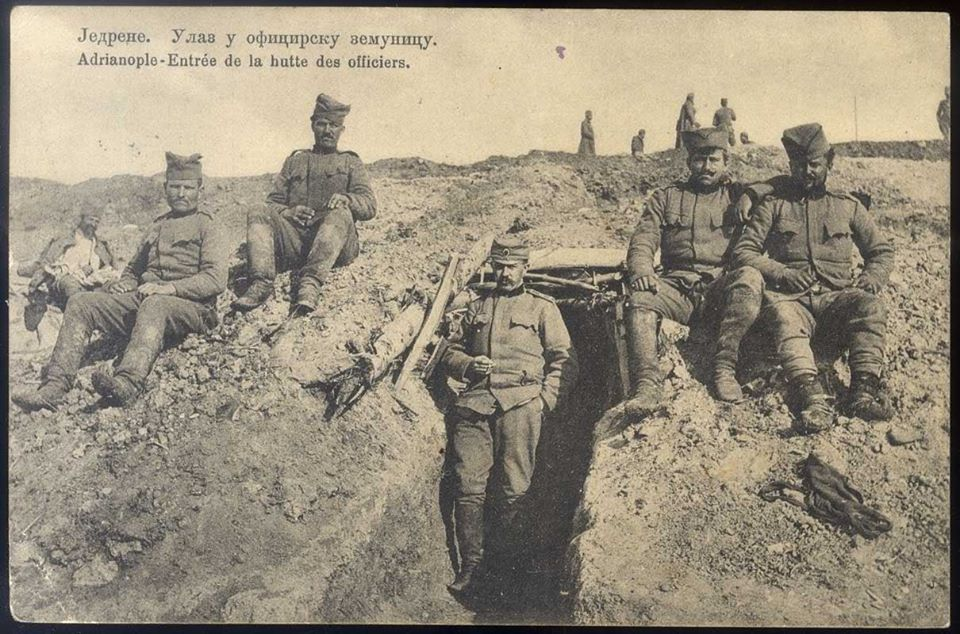 Једрене. Улаз у официрску земуницу.
Adrianople-Entrée de la hutte des officiers.